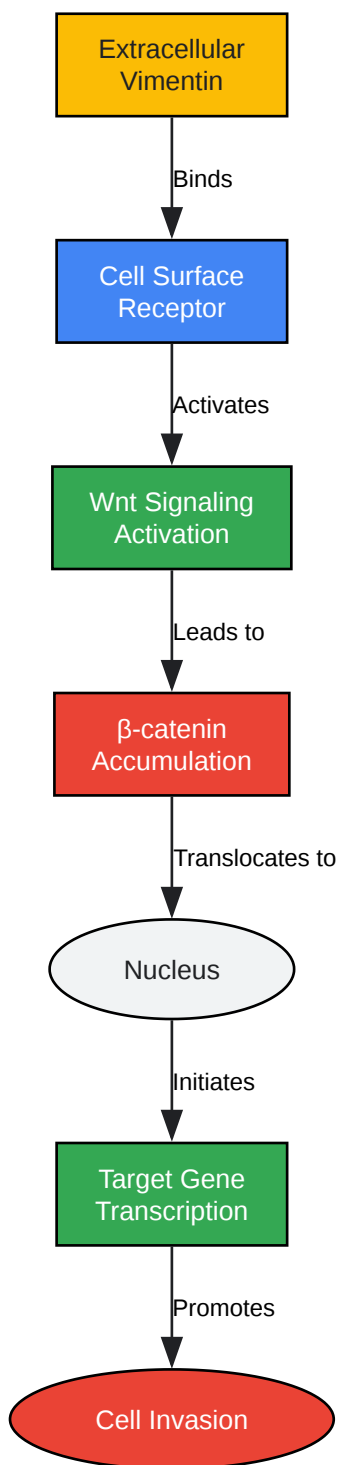 Extracellular
Vimentin
Binds
Cell Surface
Receptor
Activates
Wnt Signaling
Activation
Leads to
β-catenin
Accumulation
Translocates to
Nucleus
Initiates
Target Gene
Transcription
Promotes
Cell Invasion